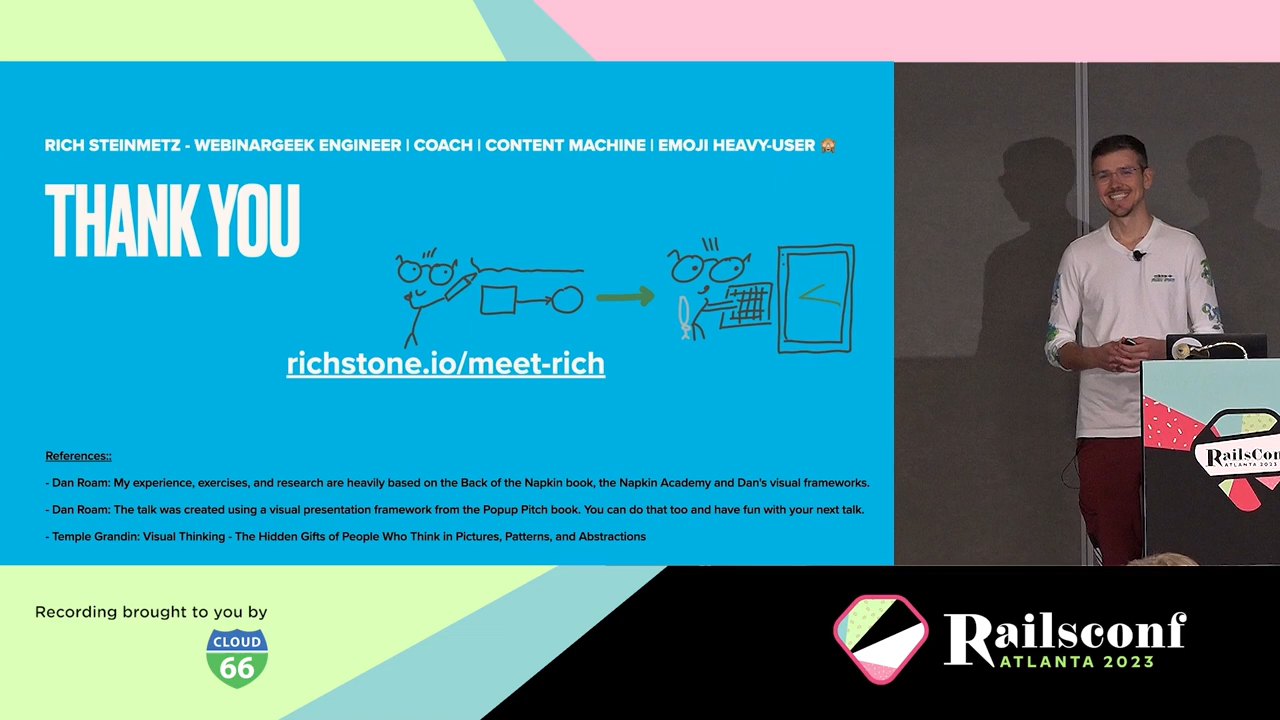 RICH STEINMETZ - WEBINARGEEK ENGINEER | COACH | CONTENT MACHINE | EMOJI HEAVY-USER 🙈
THANK YOU
richstone.io/meet-rich
References::
- Dan Roam: My experience, exercises, and research are heavily based on the Back of the Napkin book, the Napkin Academy and Dan's visual frameworks.
- Dan Roam: The talk was created using a visual presentation framework from the Popup Pitch book. You can do that too and have fun with your next talk.
- Temple Grandin: Visual Thinking - The Hidden Gifts of People Who Think in Pictures, Patterns, and Abstractions
RailsCon
ATLANTA 2023
Recording brought to you by
CLOUD
66
Railsconf
ATLANTA 2023